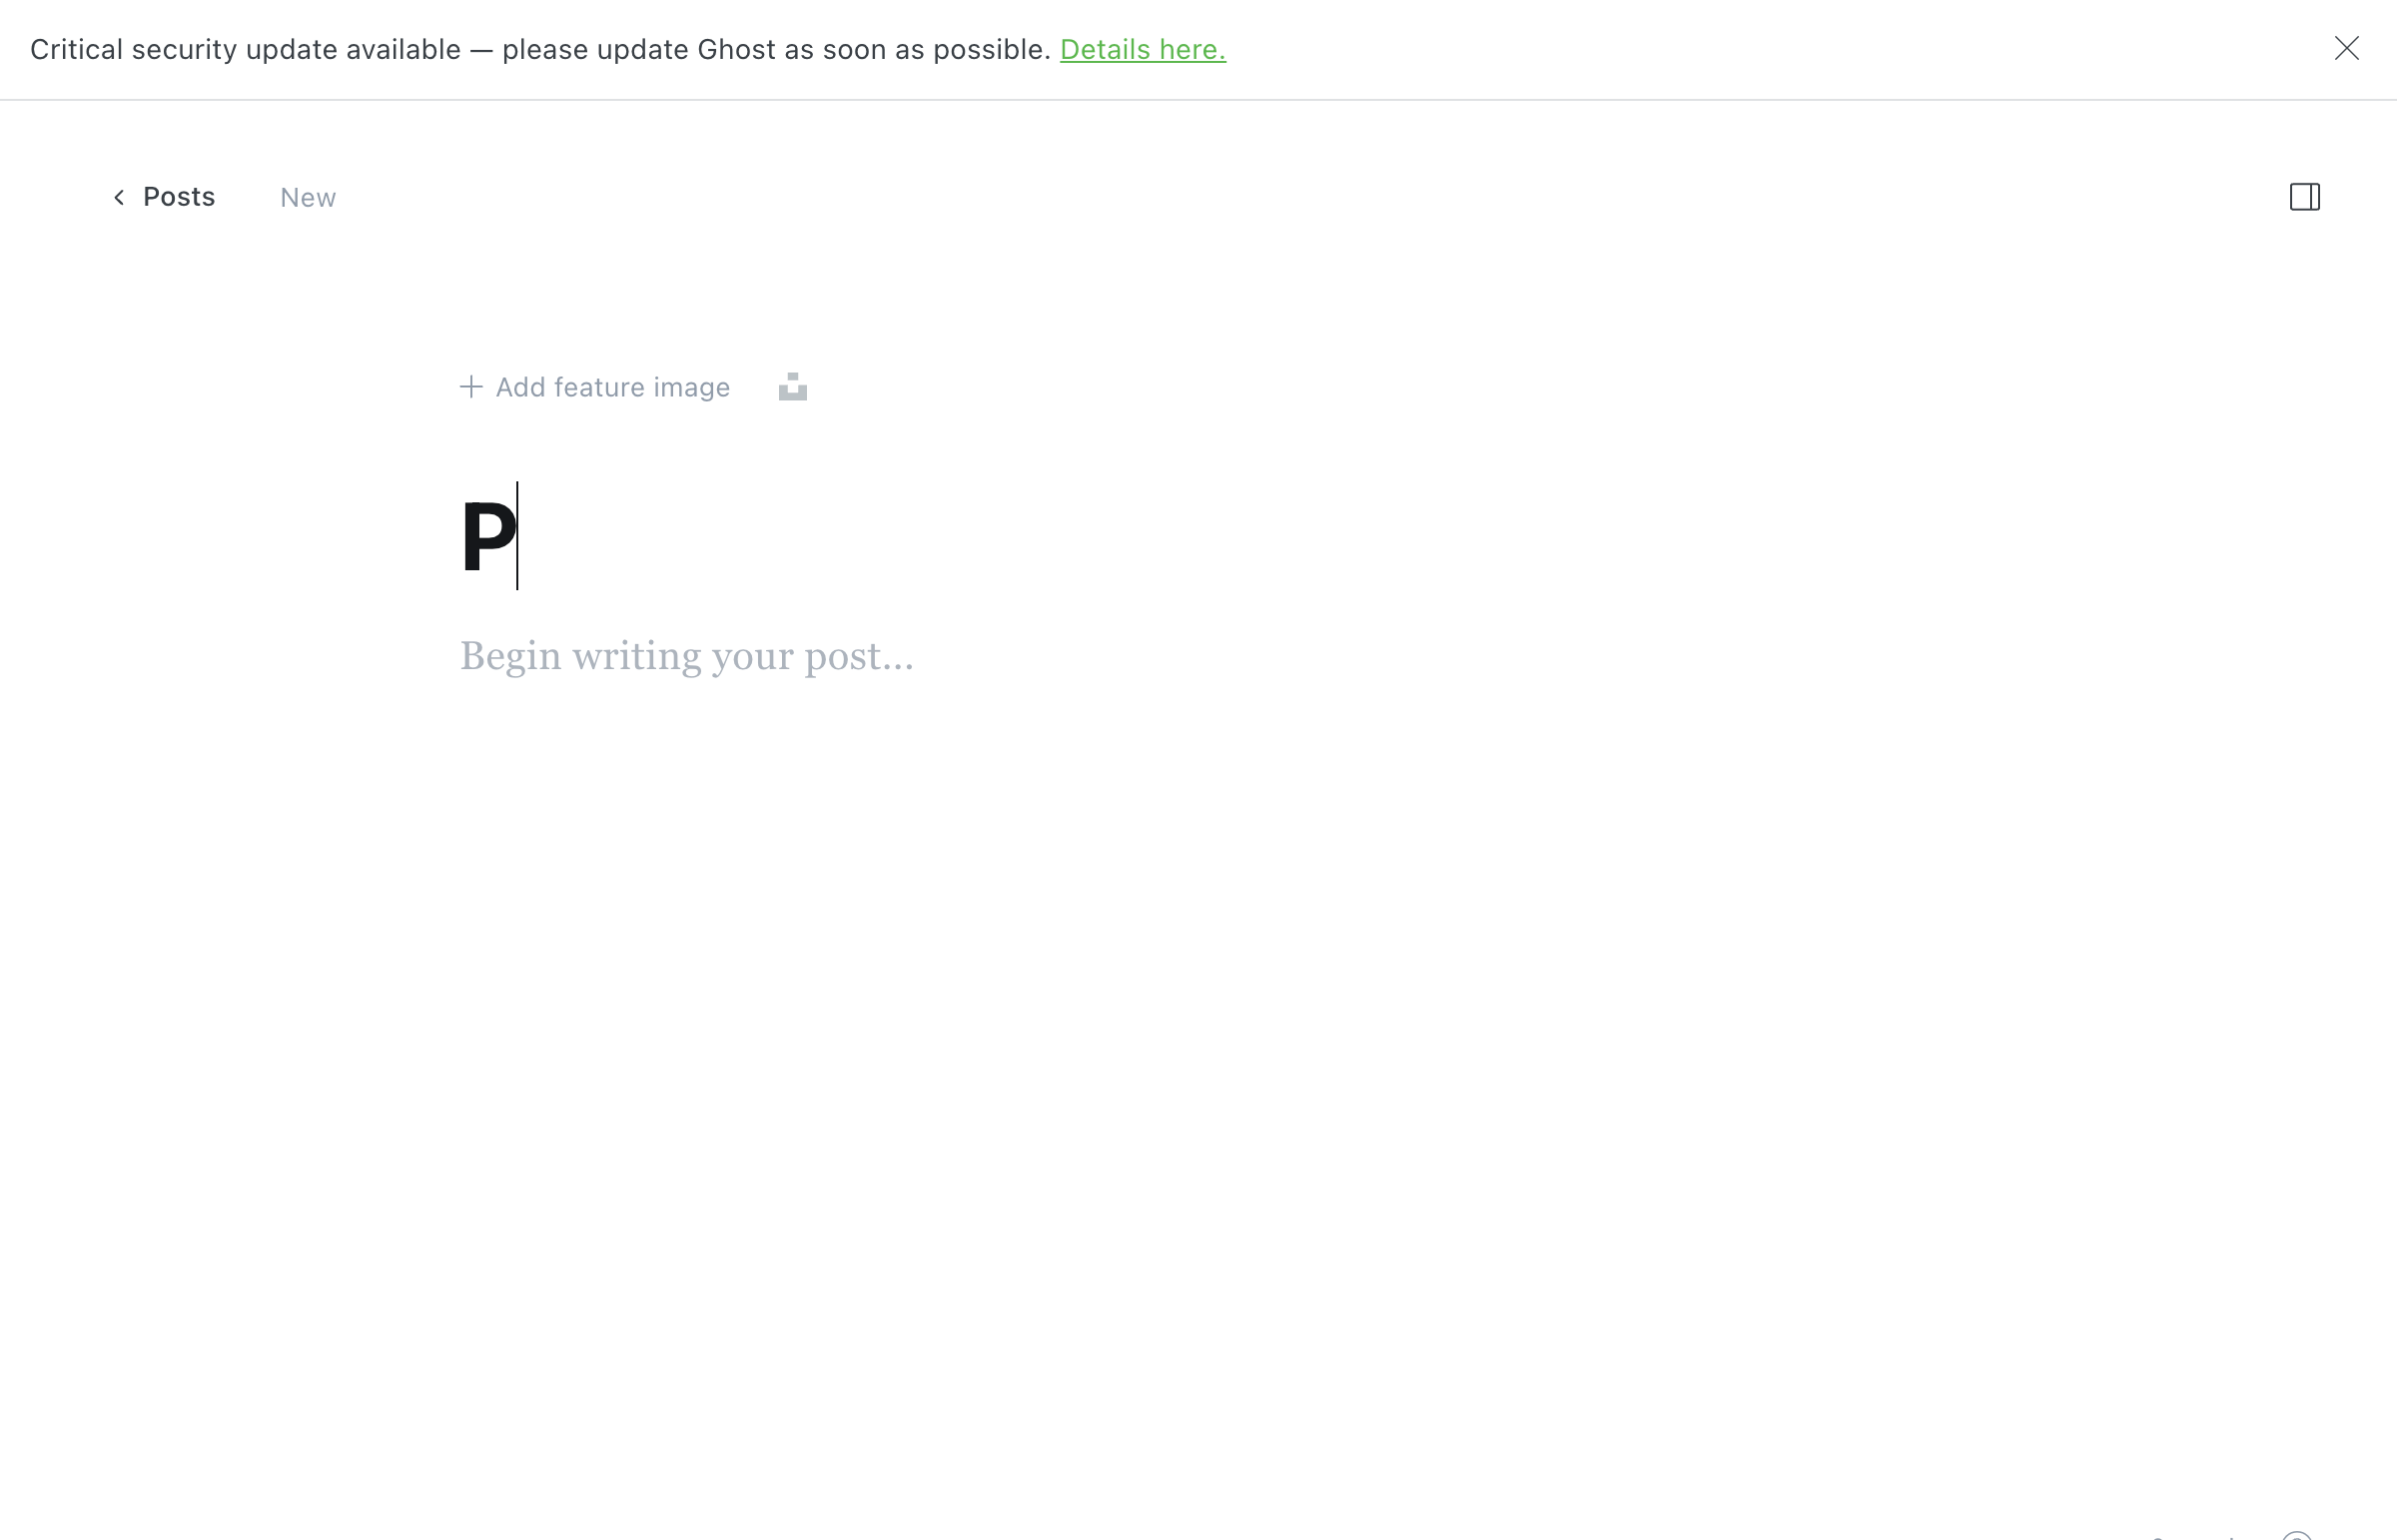 Critical security update available — please update Ghost as soon as possible. Details here.
Posts New
Add feature image
P
Begin writing your post...